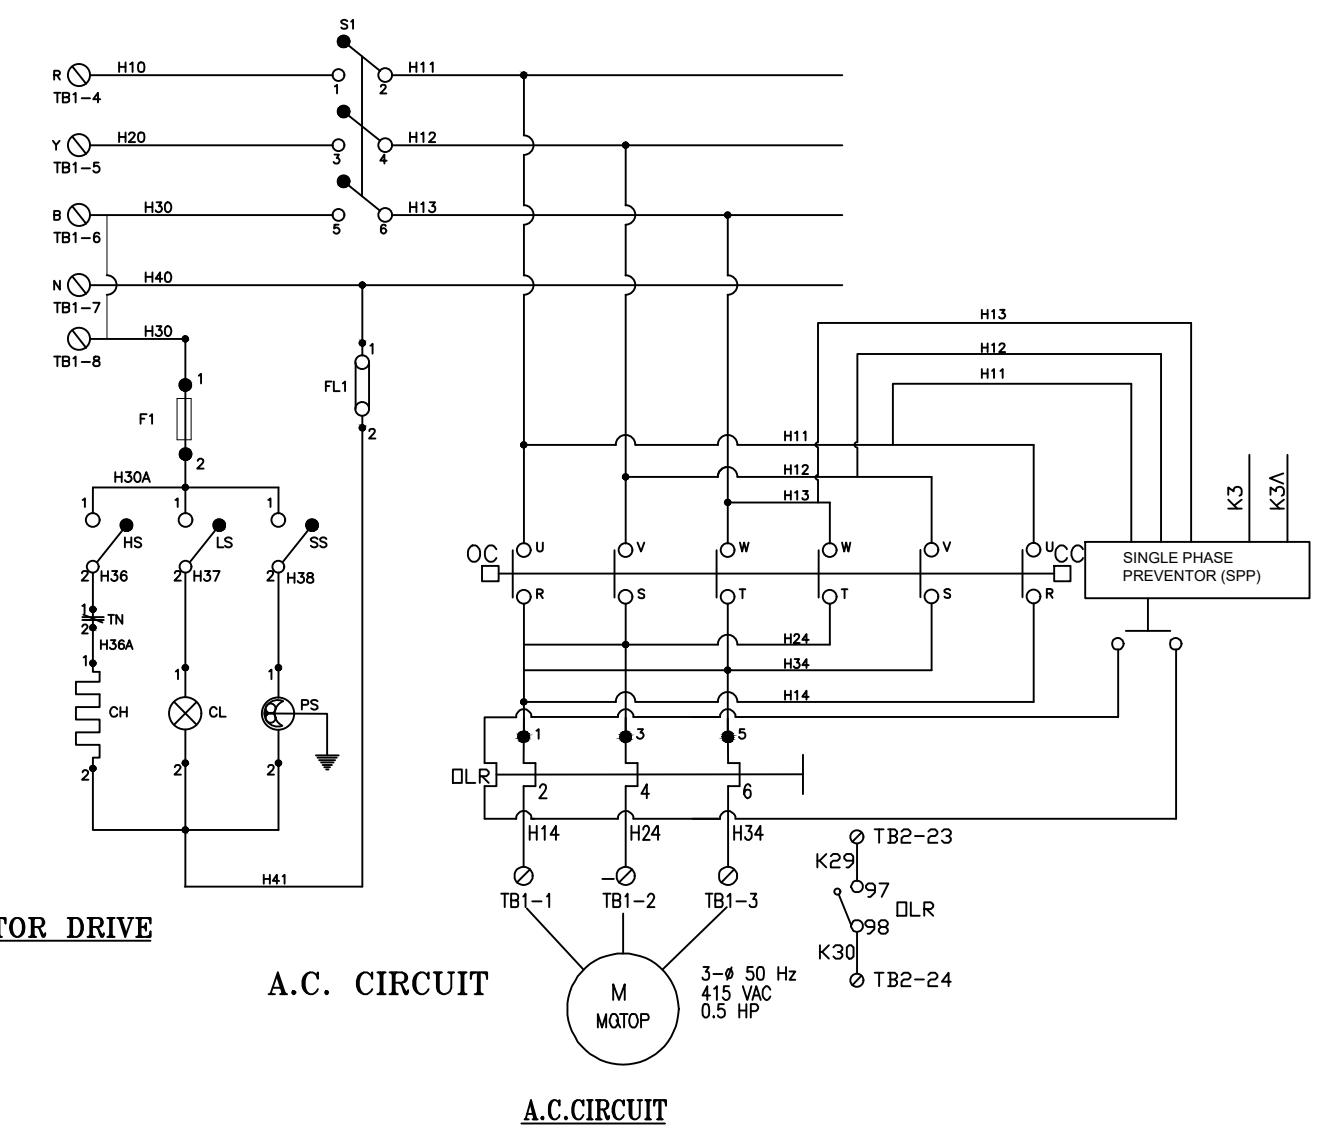 S1
R H10 1 2 H11
TB1-4
Y H20 3 4 H12
TB1-5
B H30 5 6 H13
TB1-6
N H40
TB1-7
H30
TB1-8
1
F1
2
1
FL1
2
H13
H12
H11
H11
H12
H13
H30A
1 1 1
HS LS SS
2 H36 2 H37 2 H38
1 TN
2
H36A
1 1 1
CH CL PS
2 2 2
H41
OC U V W W V U CC
R S T T S R
K3 K3A
SINGLE PHASE
PREVENTOR (SPP)
H24
H34
H14
1 3 5
OLR
2 4 6
H14 H24 H34
TB1-1 TB1-2 TB1-3
TB2-23
K29
97
OLR
98
K30
TB2-24
TOR DRIVE
A.C. CIRCUIT
M
MOTOP
3-ø 50 Hz
415 VAC
0.5 HP
A.C.CIRCUIT